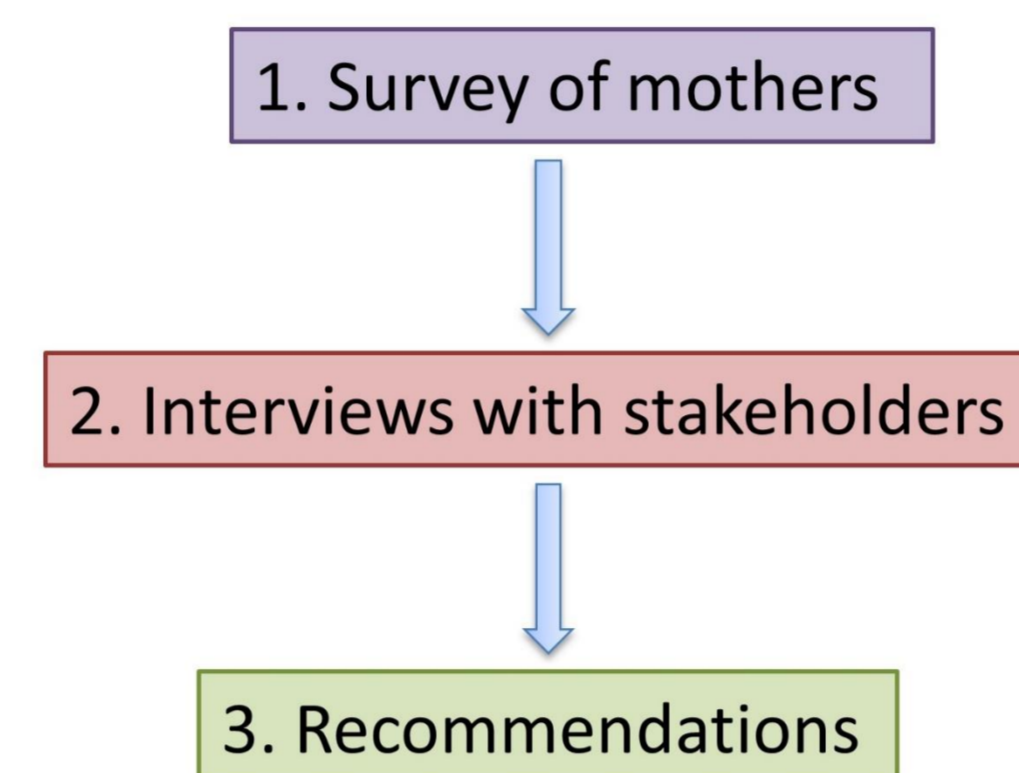 1. Survey of mothers
2. Interviews with stakeholders
3. Recommendations